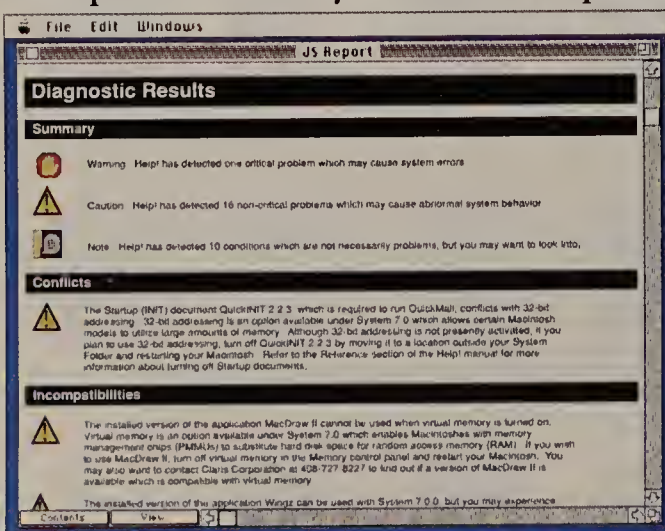 File Edit Windows
JS Report
Diagnostic Results
Summary
Warning Help! has detected one critical problem which may cause system errors
Caution Help! has detected 16 non-critical problems which may cause abnormal system behavior
Note Help! has detected 10 conditions which are not necessarily problems, but you may want to look into.
Conflicts
The Startup (INIT) document QuickINIT 2 2 3 which is required to run QuickMail, conflicts with 32-bit
addressing 32-bit addressing is an option available under System 7.0 which allows certain Macintosh
models to utilize large amounts of memory Although 32-bit addressing is not presently activated, if you
plan to use 32-bit addressing, turn off QuickINIT 2 2 3 by moving it to a location outside your System
Folder and restarting your Macintosh Refer to the Reference section of the Help! manual for more
information about turning off Startup documents.
Incompatibilities
The installed version of the application MacDraw II cannot be used when virtual memory is turned on.
Virtual memory is an option available under System 7.0 which enables Macintoshes with memory
management chips (PMMUs) to substitute hard disk space for random access memory (RAM) If you wish
to use MacDraw II, turn off virtual memory in the Memory control panel and restart your Macintosh. You
may also want to contact Claris Corporation at 408-727 8227 to find out if a version of MacDraw II is
available which is compatible with virtual memory
The installed version of the application Wingz can be used with System 7.0.0, but you may experience
Contents View